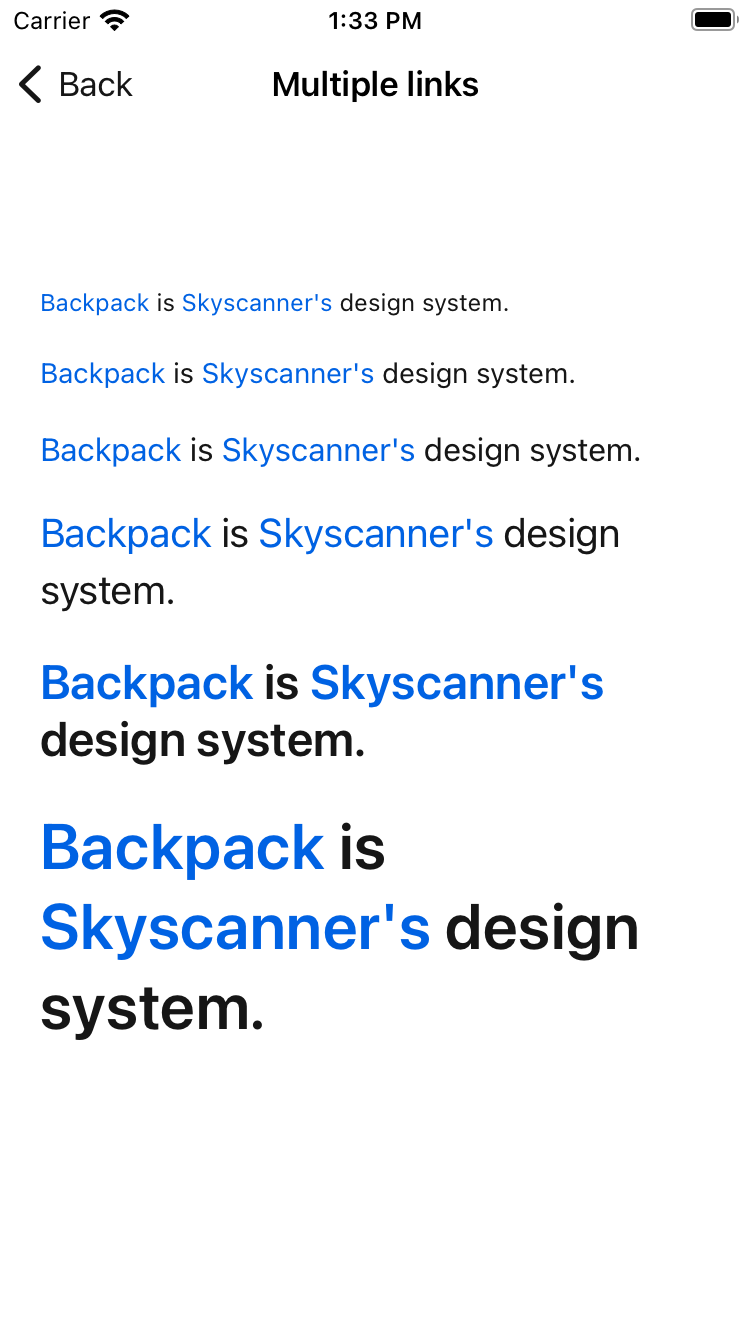 Carrier 1:33 PM
Back Multiple links
Backpack is Skyscanner's design system.
Backpack is Skyscanner's design system.
Backpack is Skyscanner's design system.
Backpack is Skyscanner's design
system.
Backpack is Skyscanner's
design system.
Backpack is
Skyscanner's design
system.